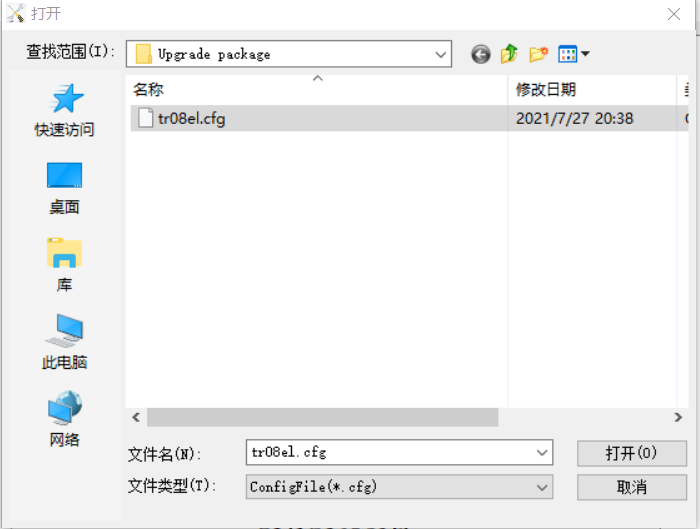 打开
查找范围(I):
Upgrade package
名称
修改日期
tr08el.cfg
2021/7/27 20:38
快速访问
桌面
库
此电脑
网络
文件名(N):
tr08el.cfg
打开(O)
文件类型(T):
ConfigFile(*.cfg)
取消